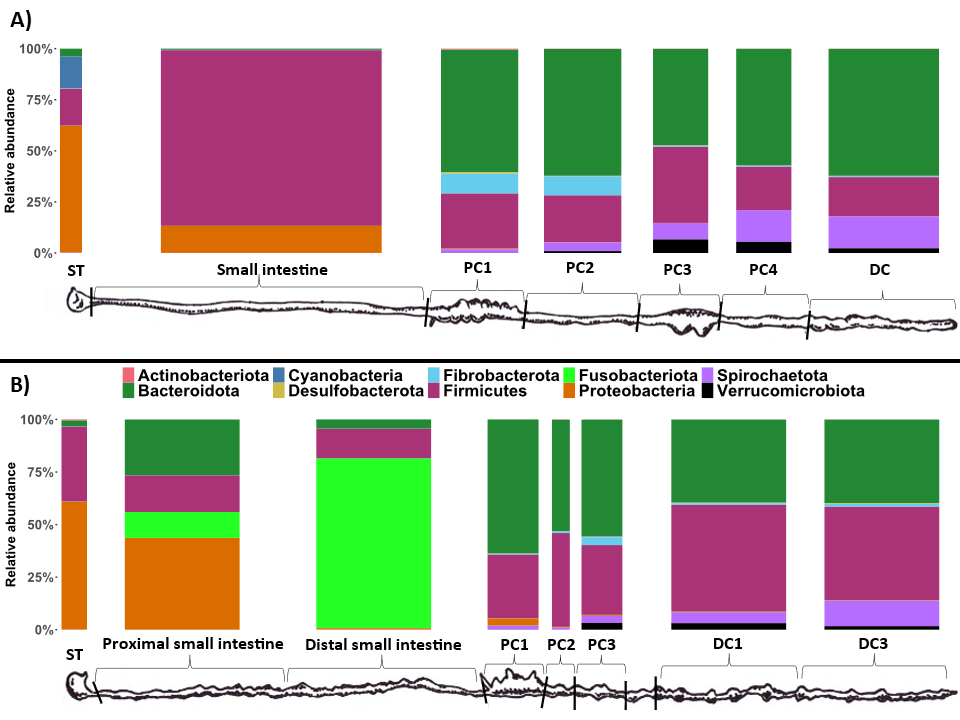 A)
100%
75%
50%
25%
0%
Relative abundance
ST
Small intestine
PC1
PC2
PC3
PC4
DC
Actinobacteriota Cyanobacteria Fibrobacterota Fusobacteriota Spirochaetota
Bacteroidota Desulfobacterota Firmicutes Proteobacteria Verrucomicrobiota
B)
100%
75%
50%
25%
0%
Relative abundance
ST
Proximal small intestine
Distal small intestine
PC1
PC2
PC3
DC1
DC3